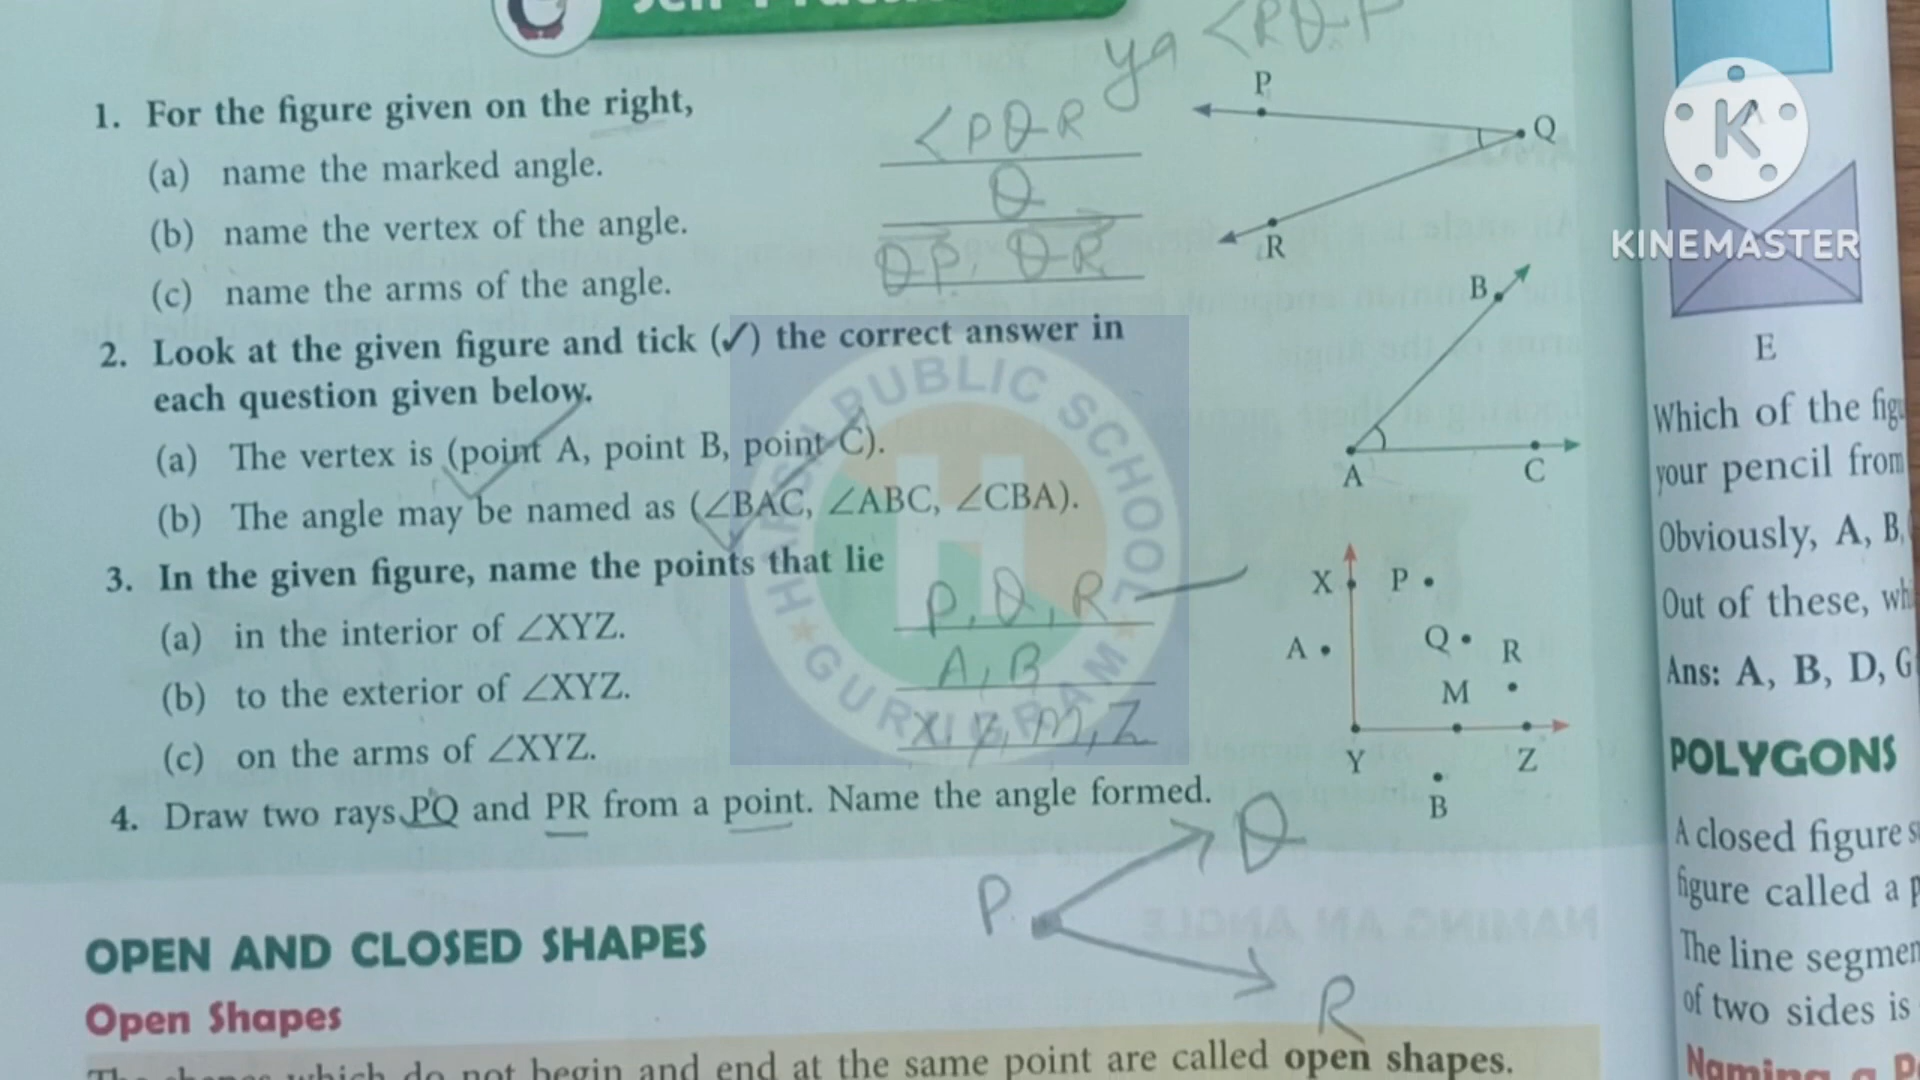 ya <PQR
1. For the figure given on the right,
<PQR
(a) name the marked angle.
Q
(b) name the vertex of the angle.
QP, QR
(c) name the arms of the angle.
P
Q
R
2. Look at the given figure and tick (✓) the correct answer in
each question given below.
(a) The vertex is (point A, point B, point C).
(b) The angle may be named as (∠BAC, ∠ABC, ∠CBA).
B
A
C
3. In the given figure, name the points that lie
(a) in the interior of ∠XYZ.
P, Q, R
(b) to the exterior of ∠XYZ.
A, B
(c) on the arms of ∠XYZ.
X, Y, M, Z
X P
A Q R
M
Y Z
B
4. Draw two rays PQ and PR from a point. Name the angle formed.
P
Q
R
OPEN AND CLOSED SHAPES
Open Shapes
which do not begin and end at the same point are called open shapes.
HARSH PUBLIC SCHOOL
GURUGRAM
H
K
KINEMASTER
E
Which of the
your pencil from
Obviously, A, B,
Out of these,
Ans: A, B, D, G
POLYGONS
A closed figure
figure called a
The line
of two sides is
Naming a